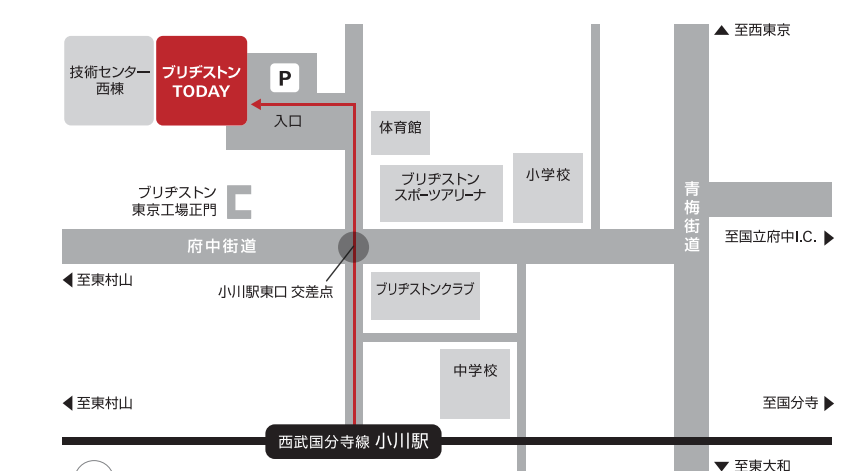 至西東京
技術センター
西棟
ブリヂストン
TODAY
P
入口
体育館
ブリヂストン
スポーツアリーナ
小学校
青梅街道
ブリヂストン
東京工場正門
府中街道
至国立府中I.C.
至東村山
小川駅東口 交差点
ブリヂストンクラブ
中学校
至東村山
至国分寺
西武国分寺線 小川駅
至東大和